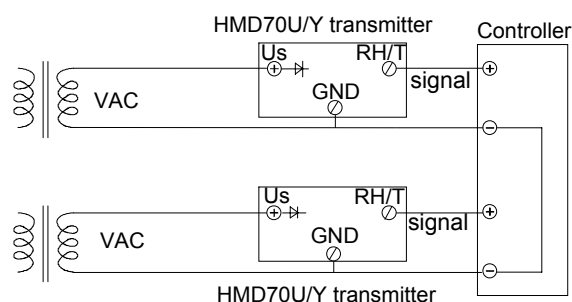 HMD70U/Y transmitter
Controller
Us
RH/T
signal
GND
VAC
Us
RH/T
signal
GND
VAC
HMD70U/Y transmitter